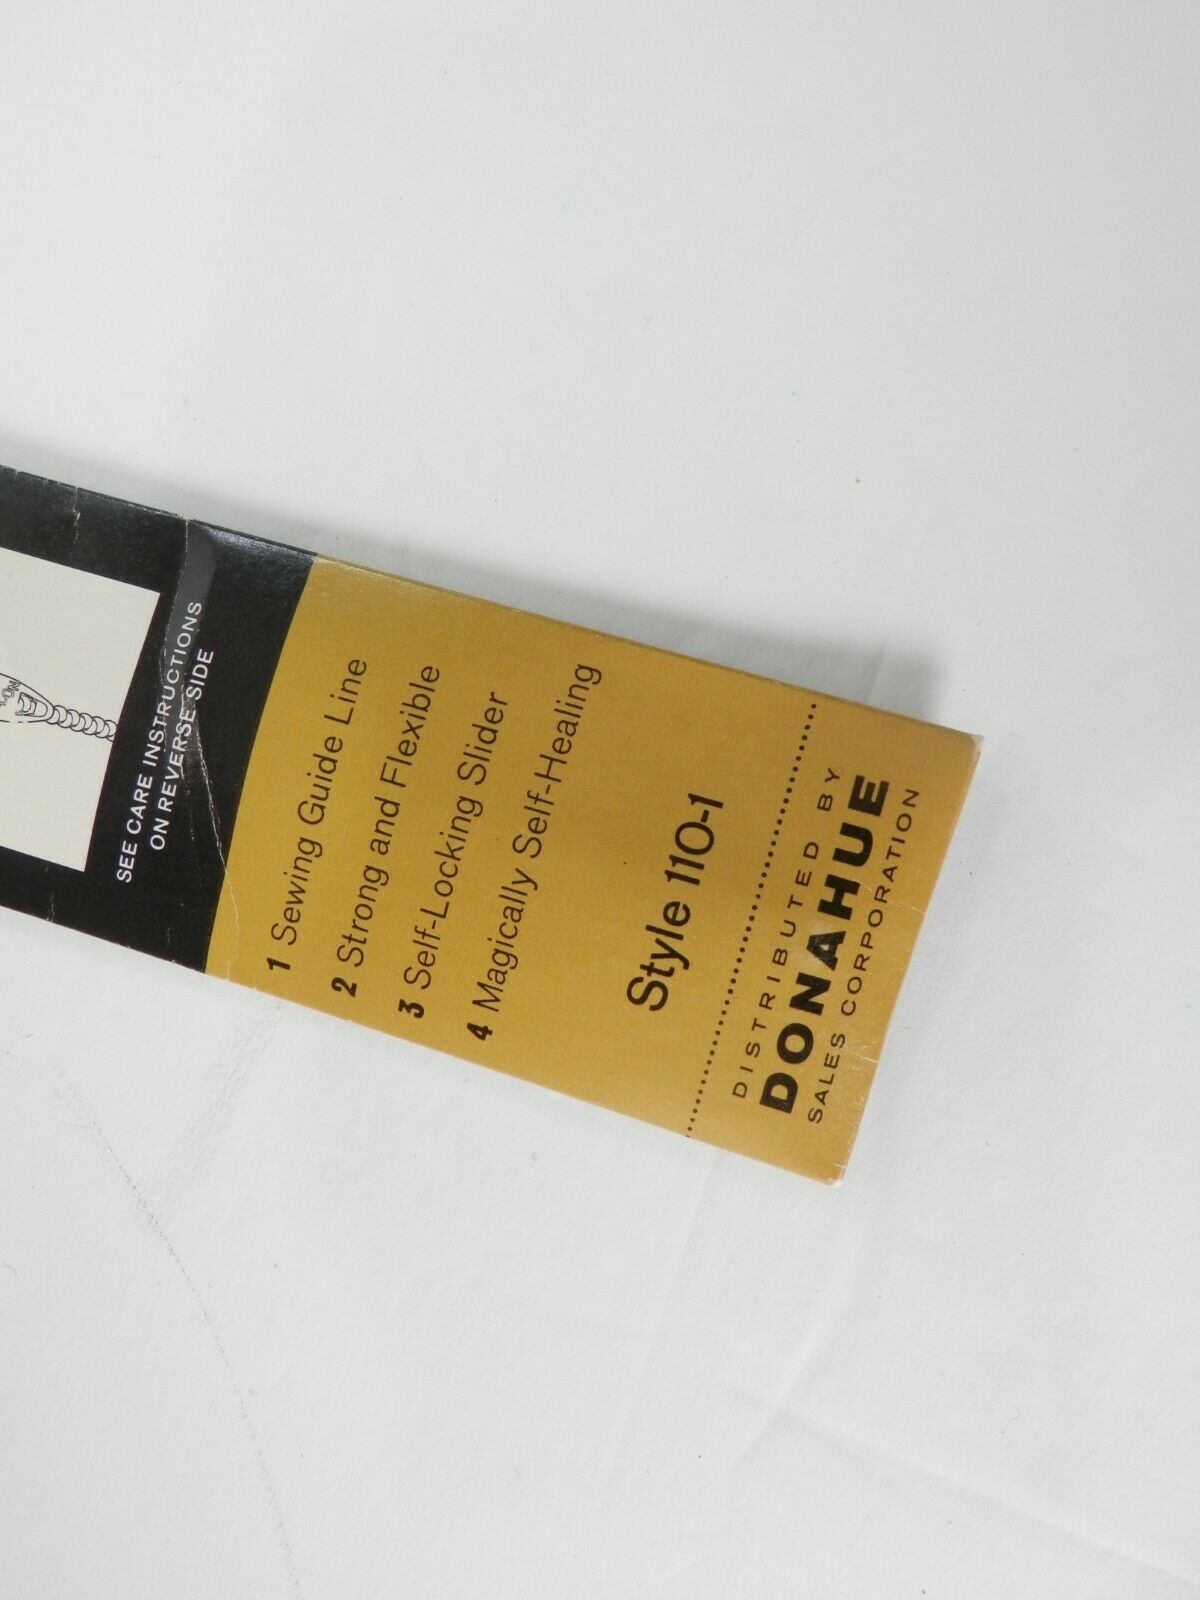 SEE CARE INSTRUCTIONS
ON REVERSE SIDE
1 Sewing Guide Line
2 Strong and Flexible
3 Self-Locking Slider
4 Magically Self-Healing
Style 110-1
DISTRIBUTED BY
DONAHUE
SALES CORPORATION